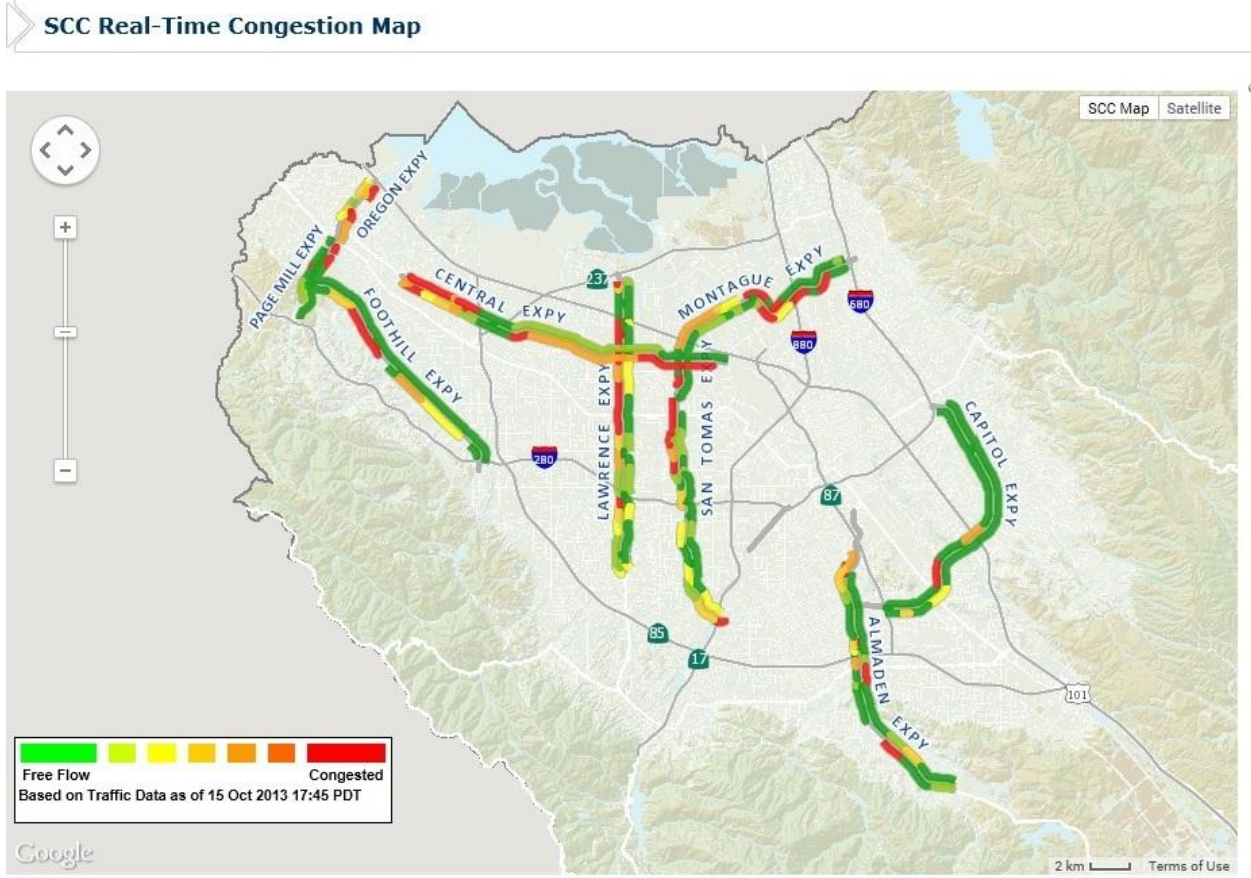 SCC Real-Time Congestion Map
SCC Map
Satellite
OREGON EXPY
PAGE MILL EXPY
FOOTHILL EXPY
CENTRAL EXPY
237
MONTAGUE EXPY
680
880
LAWRENCE EXPY
SAN TOMAS EXPY
CAPITOL EXPY
280
87
85
17
ALMADEN EXPY
101
Free Flow
Congested
Based on Traffic Data as of 15 Oct 2013 17:45 PDT
Google
2 km
Terms of Use